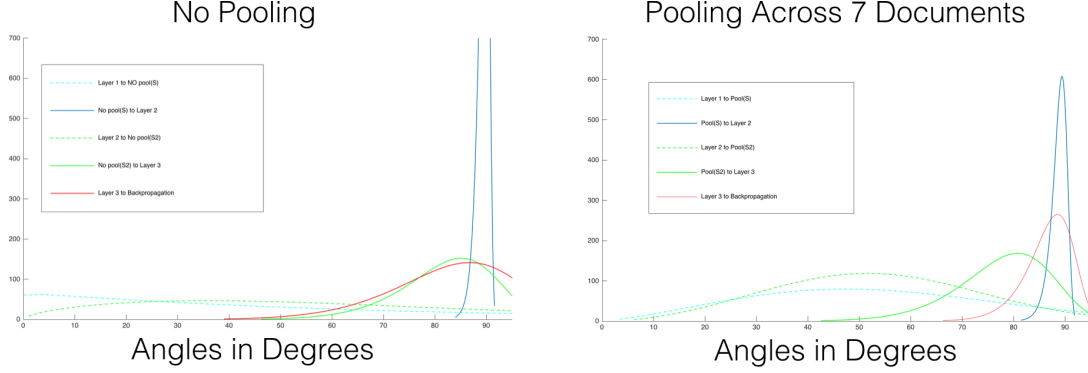 No Pooling
700
600
500
400
300
200
100
0
Layer 1 to NO pool(S)
No pool(S) to Layer 2
Layer 2 to No pool(S2)
No pool(S2) to Layer 3
Layer 3 to Backpropagation
0 10 20 30 40 50 60 70 80 90
Angles in Degrees
Pooling Across 7 Documents
700
600
500
400
300
200
100
0
Layer 1 to Pool(S)
Pool(S) to Layer 2
Layer 2 to Pool(S2)
Pool(S2) to Layer 3
Layer 3 to Backpropagation
0 10 20 30 40 50 60 70 80 90
Angles in Degrees